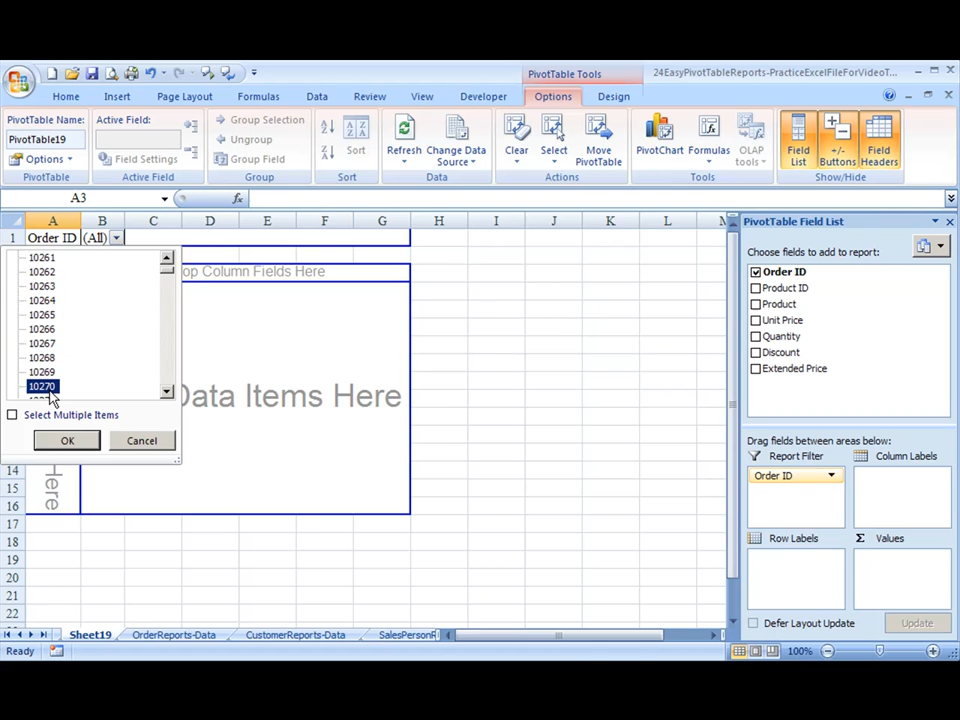 PivotTable Tools
24EasyPivotTableReports-PracticeExcelFileForVideoT...
Home Insert Page Layout Formulas Data Review View Developer Options Design
PivotTable Name:
PivotTable19
Options
PivotTable
Active Field:
Field Settings
Active Field
Group Selection
Ungroup
Group Field
Group
Sort
Sort
Refresh
Change Data Source
Data
Clear
Select
Move PivotTable
Actions
PivotChart
Formulas
OLAP tools
Tools
Field List
+/- Buttons
Field Headers
Show/Hide
A3
fx
A B C D E F G H I J K L M
1 Order ID (All)
10261
10262
10263
10264
10265
10266
10267
10268
10269
10270
Select Multiple Items
OK Cancel
op Column Fields Here
Data Items Here
Here
14
15
16
17
18
19
20
21
22
PivotTable Field List
Choose fields to add to report:
Order ID
Product ID
Product
Unit Price
Quantity
Discount
Extended Price
Drag fields between areas below:
Report Filter Column Labels
Order ID
Row Labels Σ Values
Defer Layout Update Update
Sheet19 OrderReports-Data CustomerReports-Data SalesPersonR
Ready 100%